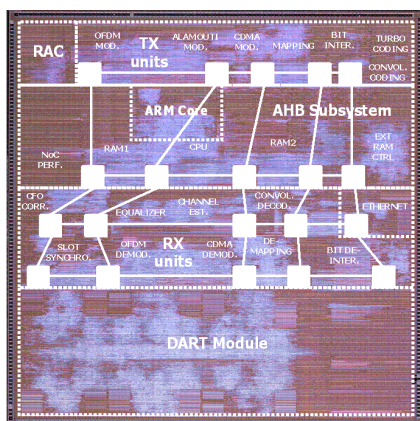 RAC
OFDM
MOD.
TX
units
ALAMOUTI
MOD.
CDMA
MOD.
MAPPING
BIT
INTER.
TURBO
CODING
CONVOL.
CODING
ARM Core
AHB Subsystem
NoC
PERF.
RAM1
CPU
RAM2
EXT
RAM
CTRL
CFO
CORR.
EQUALIZER
CHANNEL
EST.
CONVOL.
DECOD.
ETHERNET
SLOT
SYNCHRO.
OFDM
DEMOD.
RX
units
CDMA
DEMOD.
DE-
MAPPING
BIT DE-
INTER.
DART Module